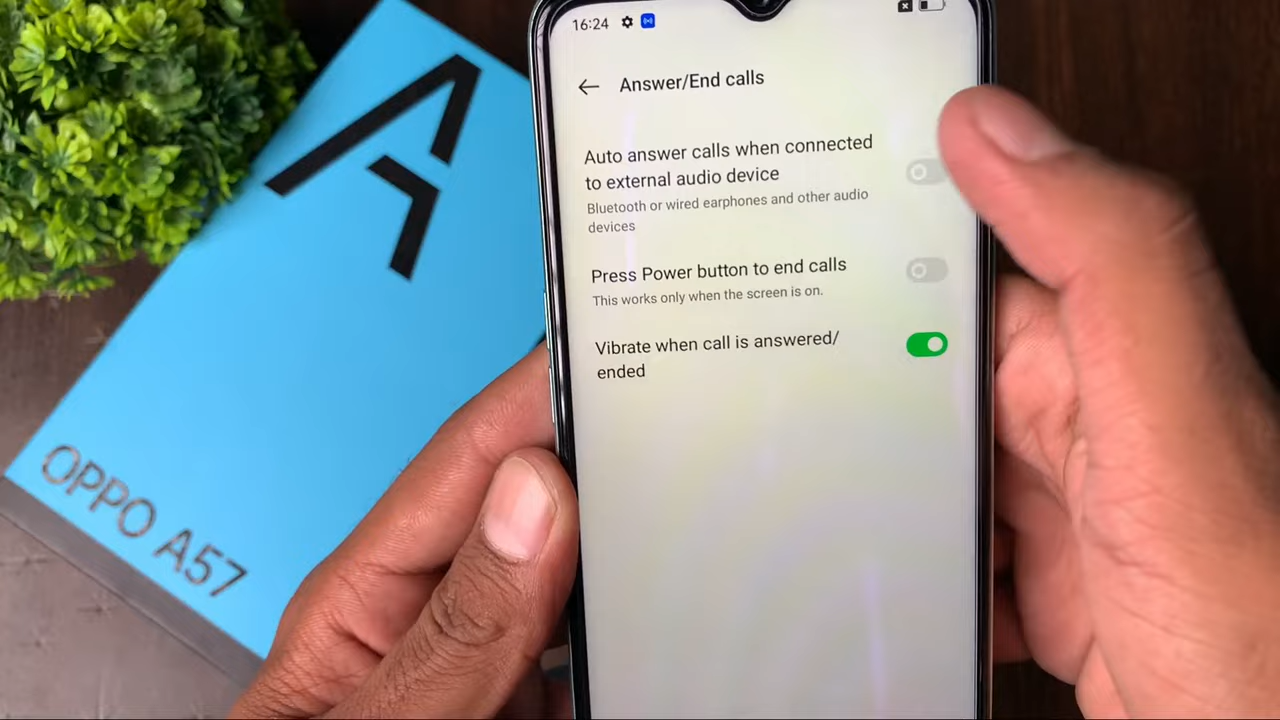 16:24
Answer/End calls
Auto answer calls when connected
to external audio device
Bluetooth or wired earphones and other audio
devices
Press Power button to end calls
This works only when the screen is on.
Vibrate when call is answered/
ended
A
OPPO A57